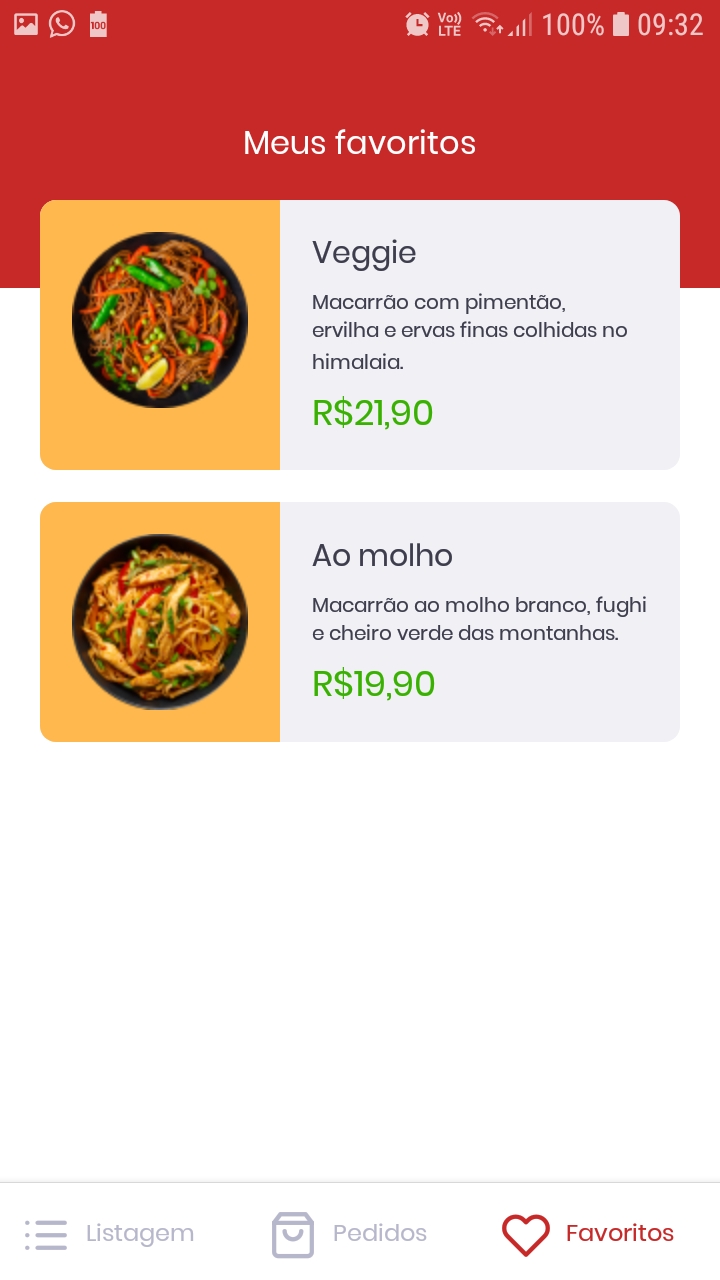 100 Vo)) LTE 100% 09:32
Meus favoritos
Veggie
Macarrão com pimentão,
ervilha e ervas finas colhidas no
himalaia.
R$21,90
Ao molho
Macarrão ao molho branco, fughi
e cheiro verde das montanhas.
R$19,90
Listagem Pedidos Favoritos